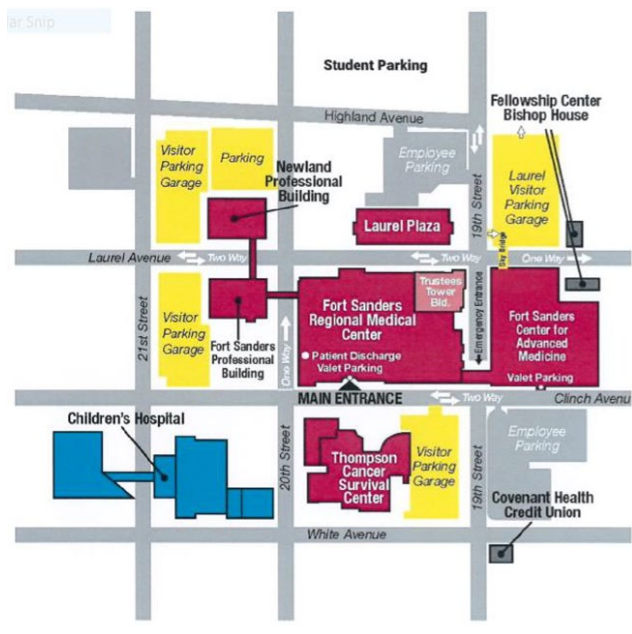 ar Snip
Student Parking
Highland Avenue
Fellowship Center
Bishop House
Visitor
Parking
Garage
Parking
Employee
Parking
Newland
Professional
Building
Laurel
Visitor
Parking
Garage
Laurel Plaza
19th Street
Laurel Avenue
Two Way
Two Way
Sky Bridge
One Way
Trustees
Tower
Bld.
Emergency Entrance
Fort Sanders
Regional Medical
Center
Fort Sanders
Center for
Advanced
Medicine
21st Street
Visitor
Parking
Garage
Fort Sanders
Professional
Building
One Way
Patient Discharge
Valet Parking
Valet Parking
MAIN ENTRANCE
Two Way
Clinch Avenu
Children's Hospital
20th Street
Thompson
Cancer
Survival
Center
Visitor
Parking
Garage
19th Street
Employee
Parking
Covenant Health
Credit Union
White Avenue